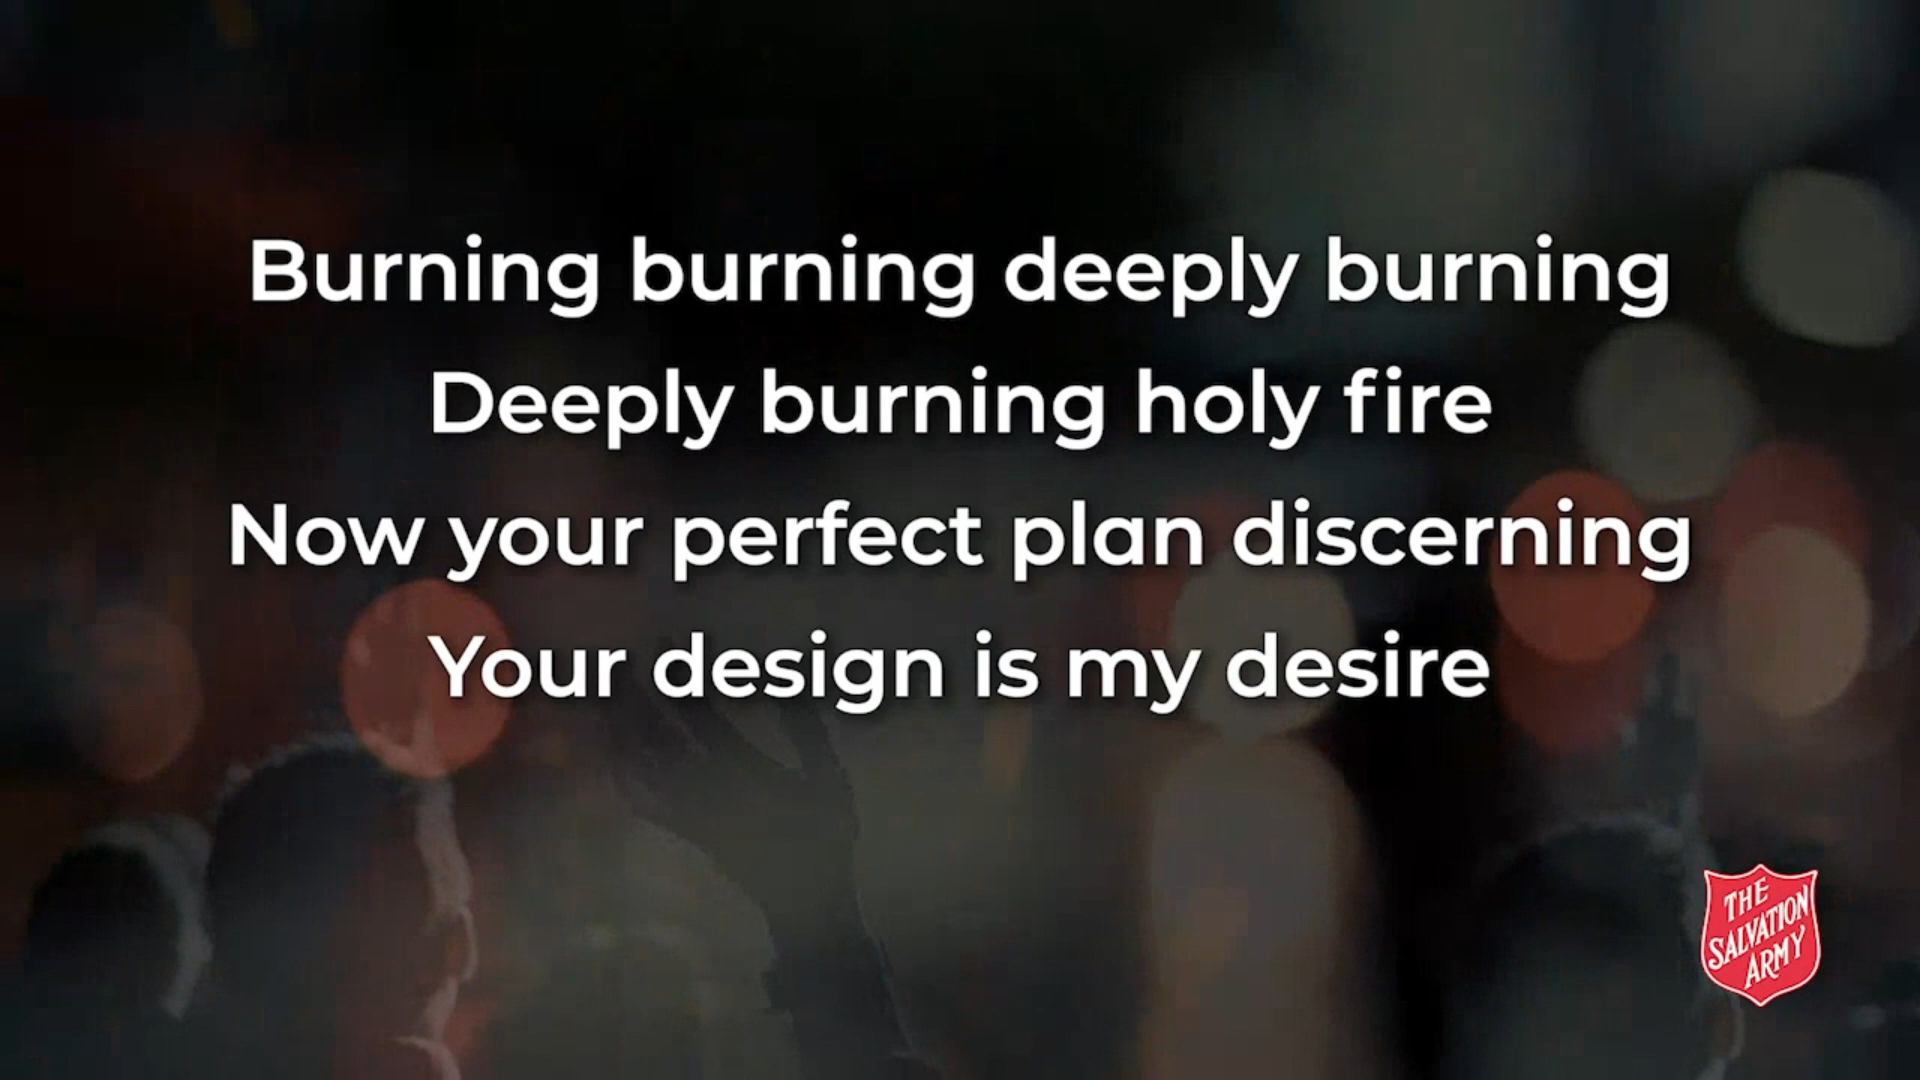 Burning burning deeply burning
Deeply burning holy fire
Now your perfect plan discerning
Your design is my desire
THE
SALVATION
ARMY